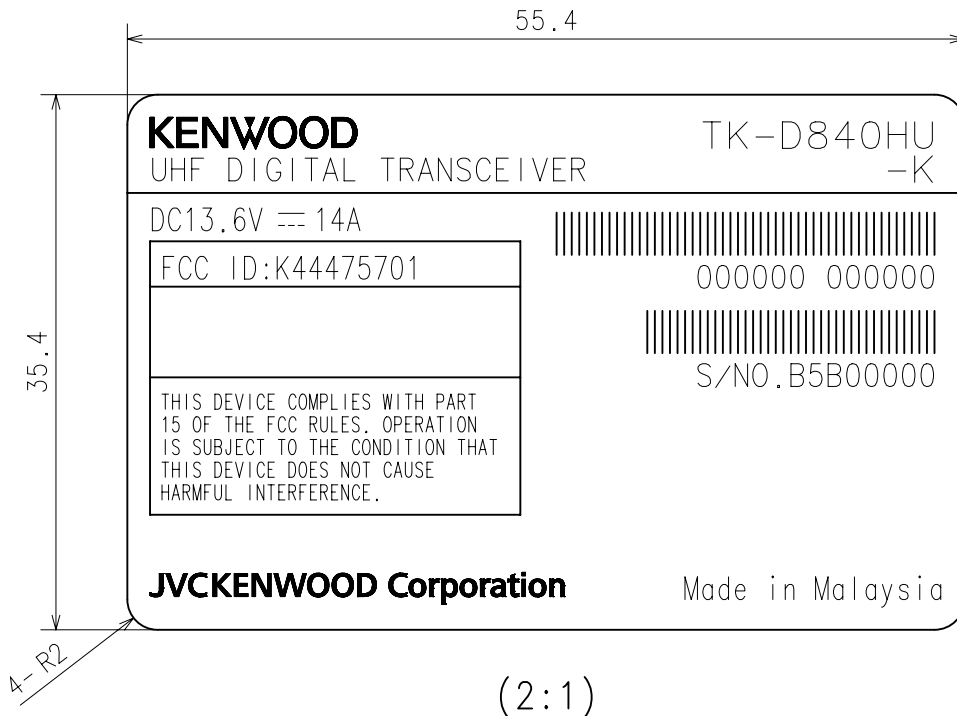 55.4
KENWOOD
TK-D840HU
UHF DIGITAL TRANSCEIVER
-K
DC13.6V ⎓ 14A
FCC ID:K44475701
000000 000000
35.4
S/NO.B5B00000
THIS DEVICE COMPLIES WITH PART
15 OF THE FCC RULES. OPERATION
IS SUBJECT TO THE CONDITION THAT
THIS DEVICE DOES NOT CAUSE
HARMFUL INTERFERENCE.
JVCKENWOOD Corporation
Made in Malaysia
4-R2
(2:1)